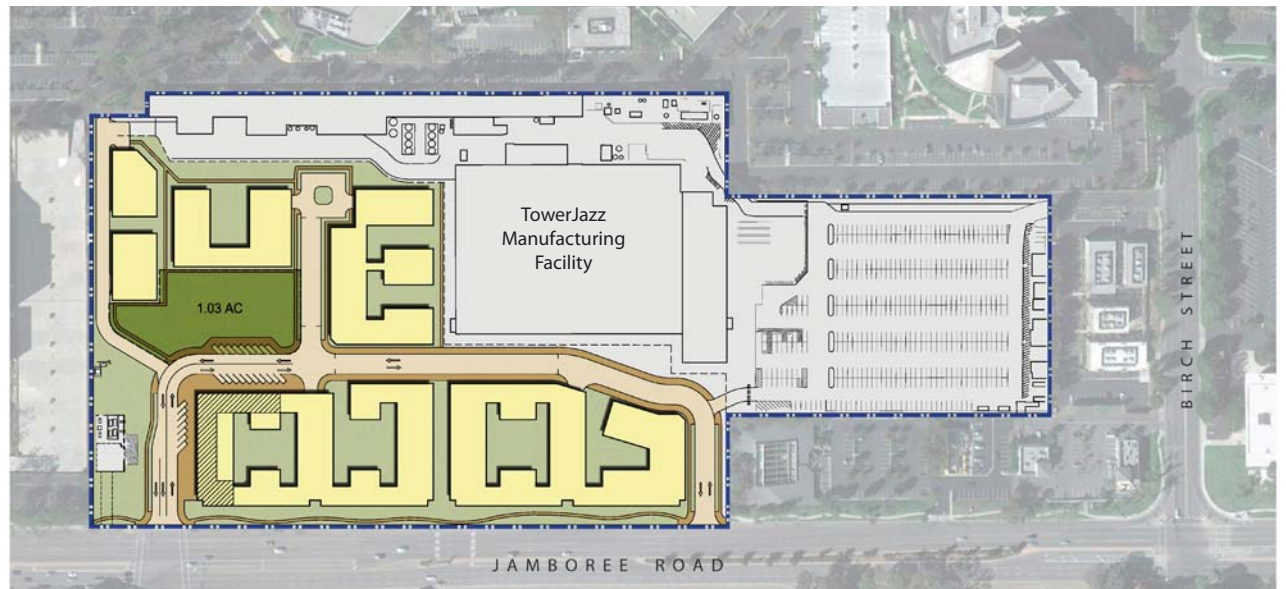 TowerJazz
Manufacturing
Facility
1.03 AC
BIRCH STREET
JAMBOREE ROAD